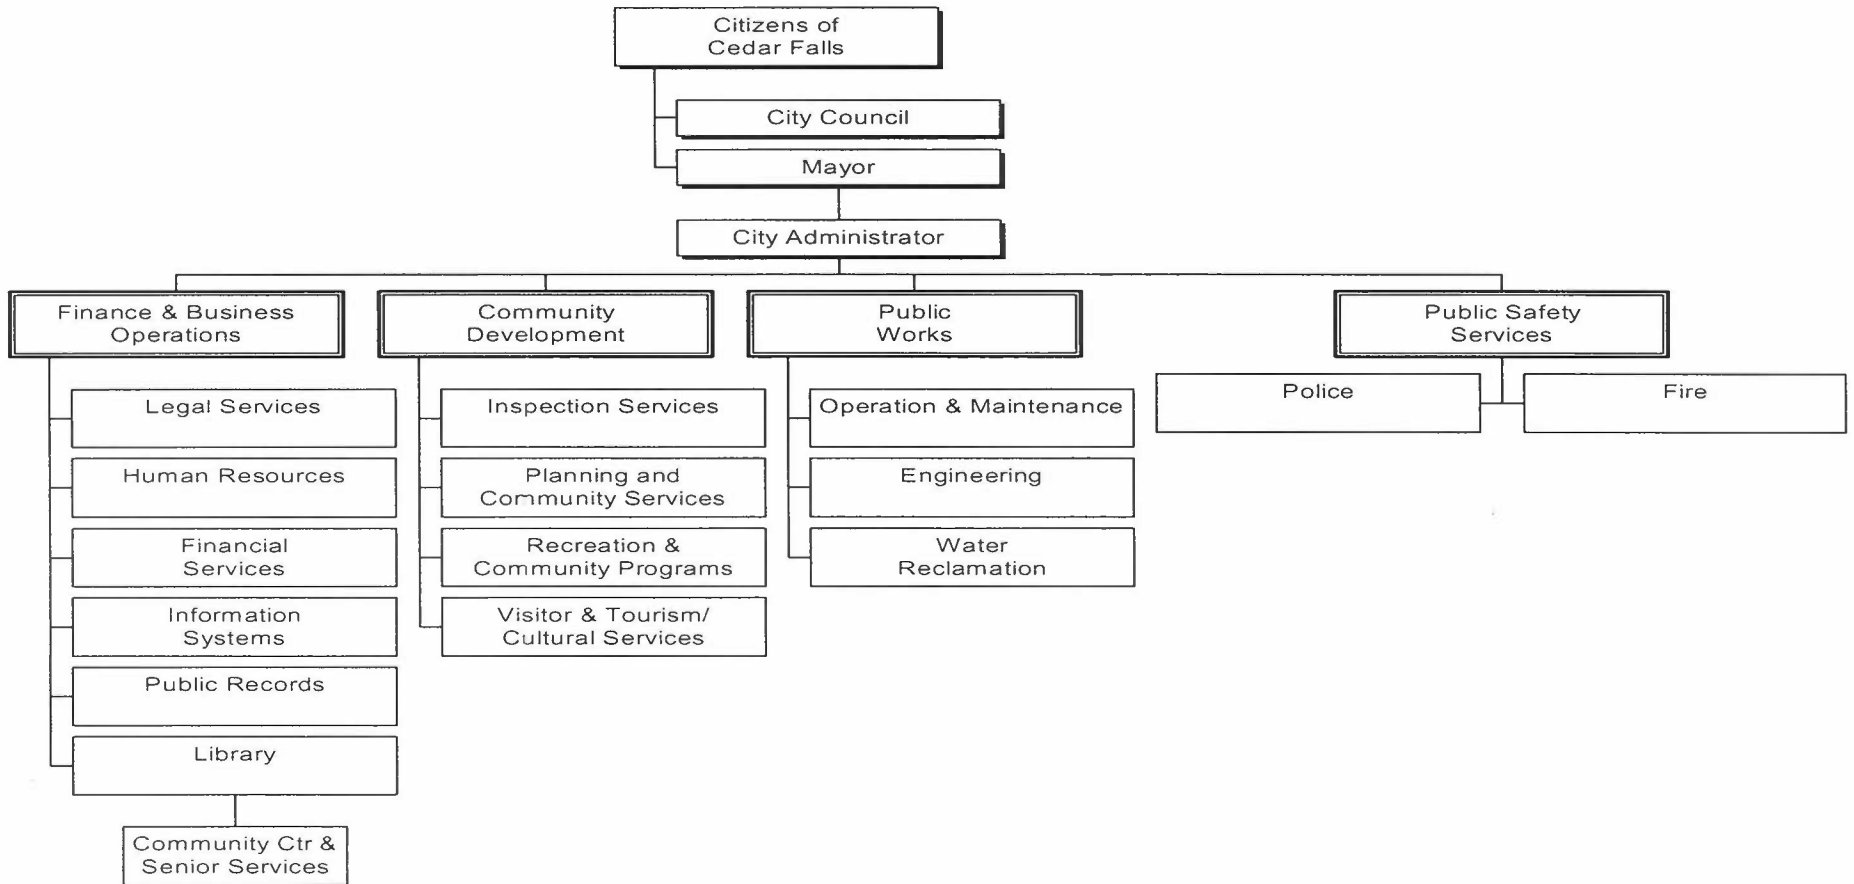 Citizens of
Cedar Falls
City Council
Mayor
City Administrator
Finance & Business
Operations
Community
Development
Public
Works
Public Safety
Services
Legal Services
Human Resources
Financial
Services
Information
Systems
Public Records
Library
Community Ctr &
Senior Services
Inspection Services
Planning and
Community Services
Recreation &
Community Programs
Visitor & Tourism/
Cultural Services
Operation & Maintenance
Engineering
Water
Reclamation
Police
Fire